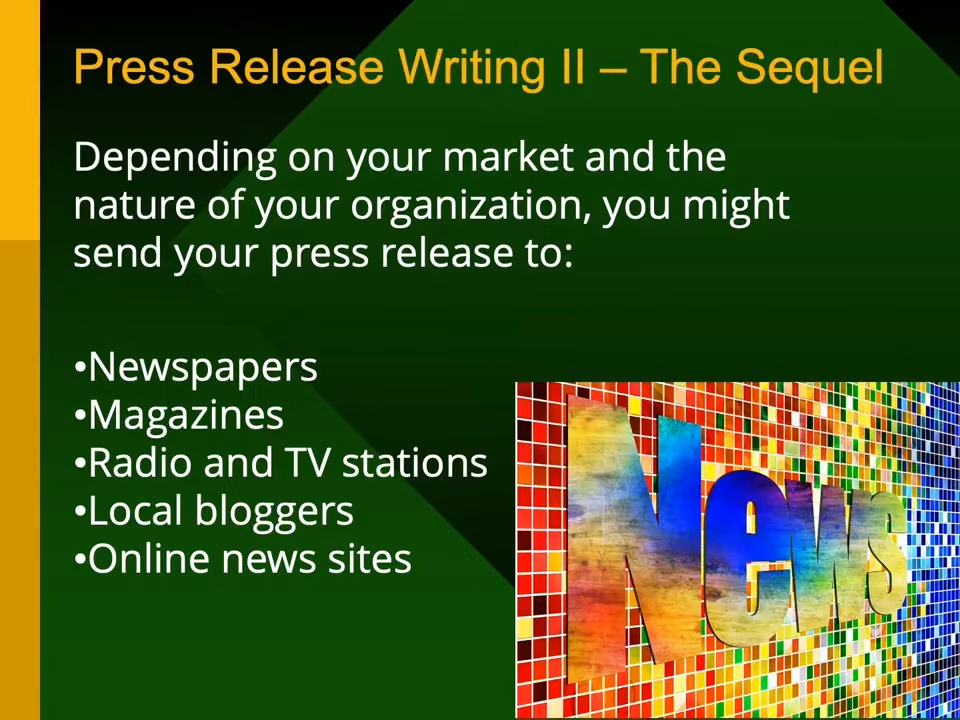 Press Release Writing II – The Sequel
Depending on your market and the
nature of your organization, you might
send your press release to:
•Newspapers
•Magazines
•Radio and TV stations
•Local bloggers
•Online news sites
News